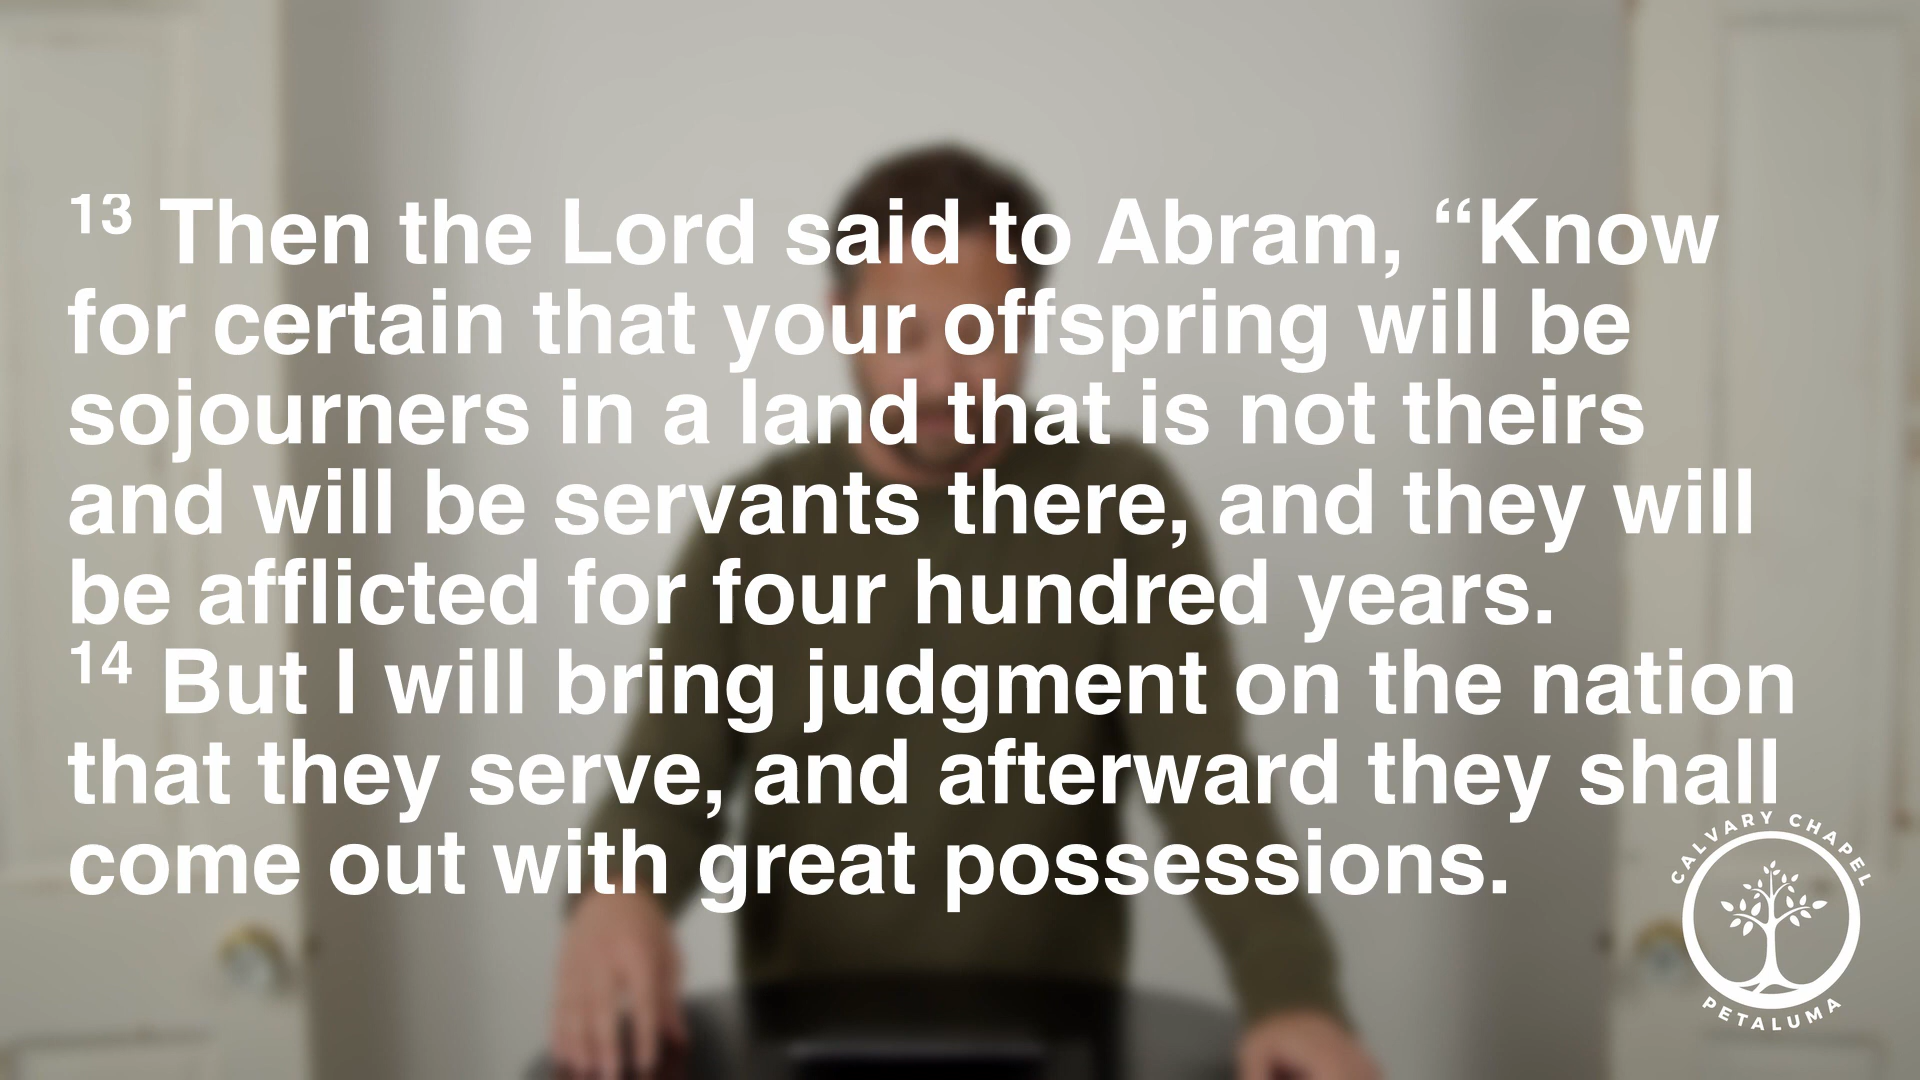 13 Then the Lord said to Abram, “Know
for certain that your offspring will be
sojourners in a land that is not theirs
and will be servants there, and they will
be afflicted for four hundred years.
14 But I will bring judgment on the nation
that they serve, and afterward they shall
come out with great possessions.
CALVARY CHAPEL
PETALUMA